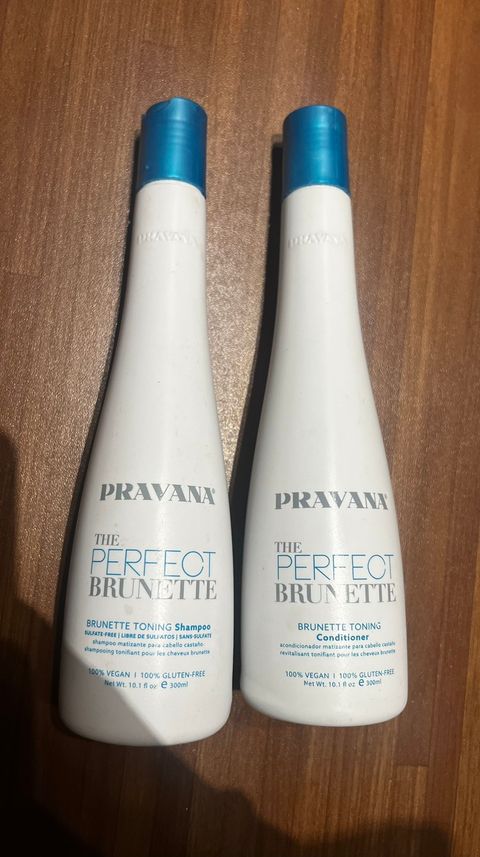 PRAVANA
PRAVANA®
THE
PERFECT
BRUNETTE
BRUNETTE TONING Shampoo
SULFATE-FREE | LIBRE DE SULFATOS | SANS-SULFATE
shampoo matizante para cabello castaño
shampooing tonifiant pour les cheveux brunette
100% VEGAN | 100% GLUTEN-FREE
Net Wt. 10.1 fl oz ℮ 300ml
PRAVANA
PRAVANA®
THE
PERFECT
BRUNETTE
BRUNETTE TONING
Conditioner
acondicionador matizante para cabello castaño
revitalisant tonifiant pour les cheveux brunette
100% VEGAN | 100% GLUTEN-FREE
Net Wt. 10.1 fl oz ℮ 300ml